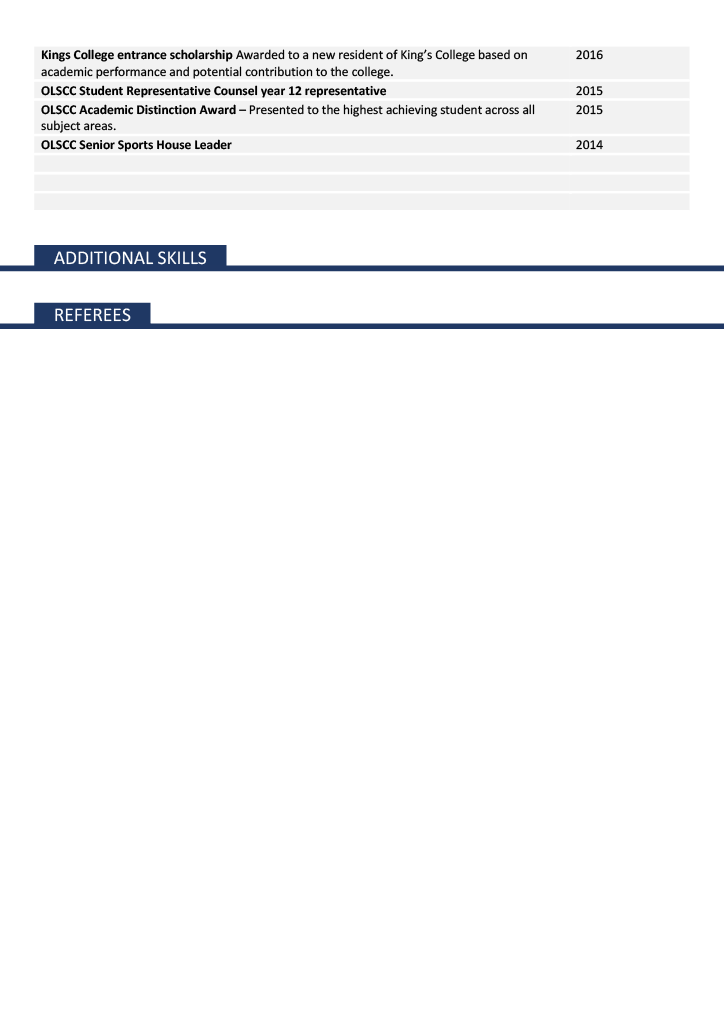 Kings College entrance scholarship Awarded to a new resident of King's College based on 2016
academic performance and potential contribution to the college.
OLSCC Student Representative Counsel year 12 representative 2015
OLSCC Academic Distinction Award – Presented to the highest achieving student across all 2015
subject areas.
OLSCC Senior Sports House Leader 2014
ADDITIONAL SKILLS
REFEREES